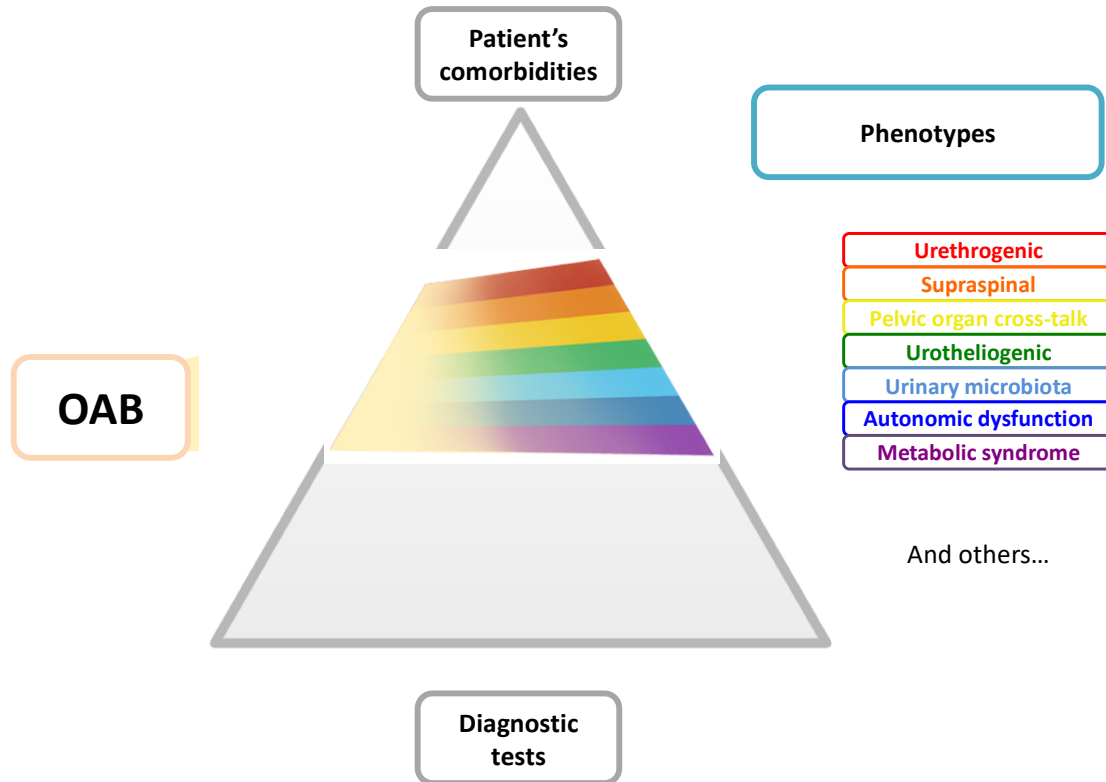 Patient’s
comorbidities
Phenotypes
Urethrogenic
Supraspinal
Pelvic organ cross-talk
Urotheliogenic
Urinary microbiota
Autonomic dysfunction
Metabolic syndrome
OAB
And others…
Diagnostic
tests